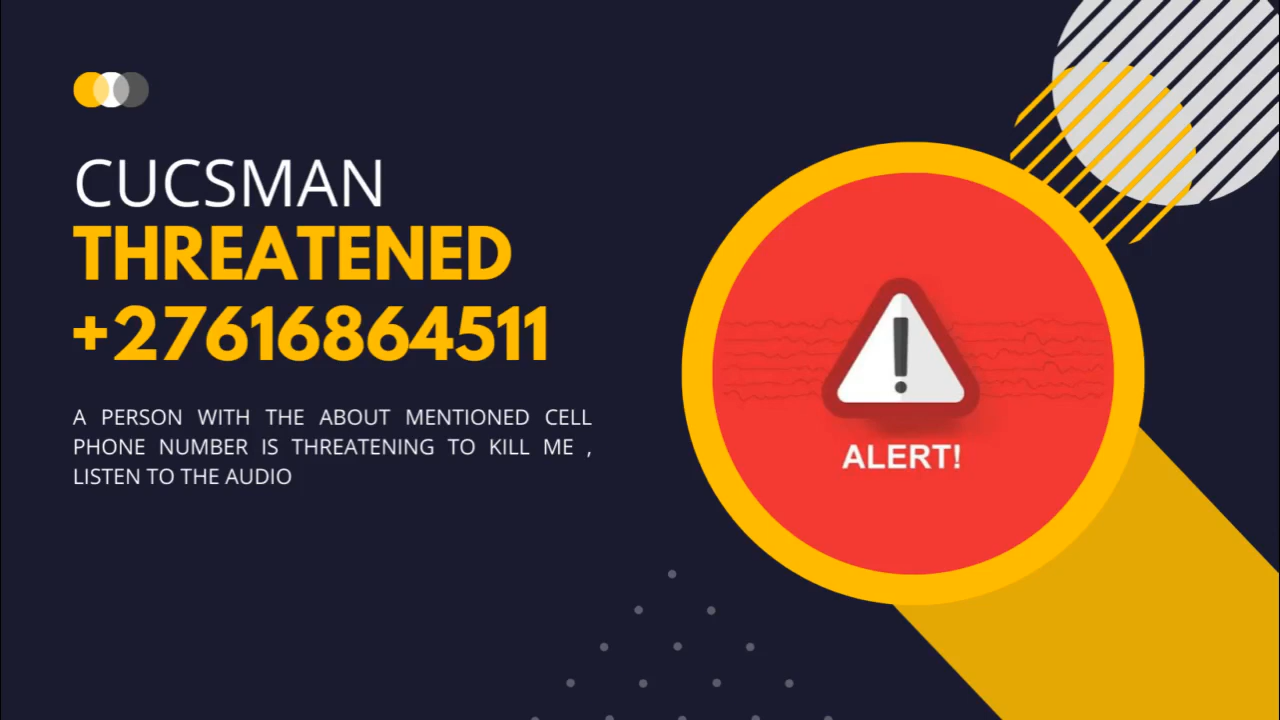 CUCSMAN
THREATENED
+27616864511
A PERSON WITH THE ABOUT MENTIONED CELL
PHONE NUMBER IS THREATENING TO KILL ME ,
LISTEN TO THE AUDIO
!
ALERT!